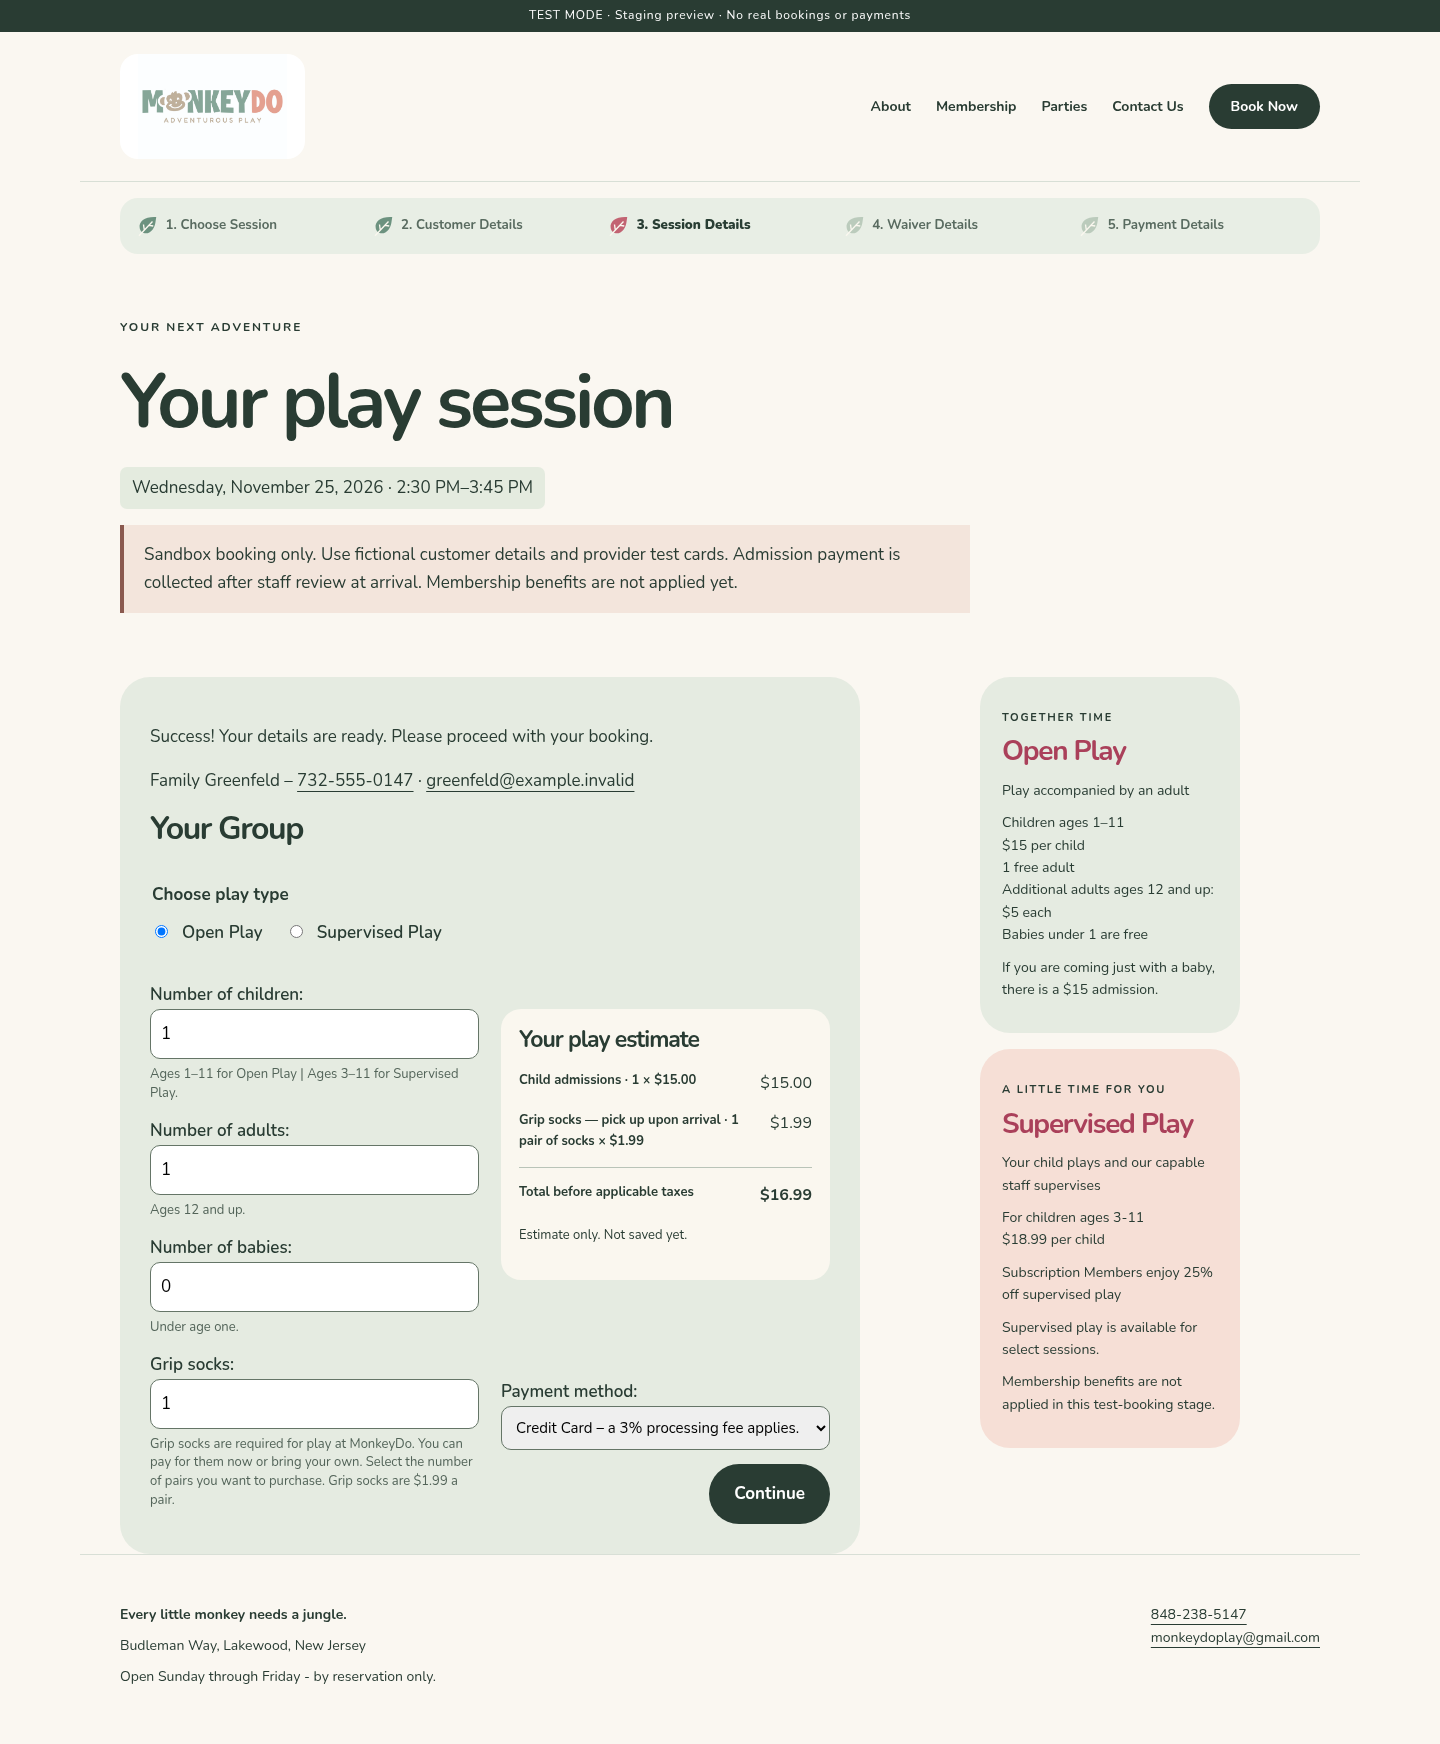 TEST MODE · Staging preview · No real bookings or payments
MONKEYDO
ADVENTUROUS PLAY
About Membership Parties Contact Us Book Now
1. Choose Session 2. Customer Details 3. Session Details 4. Waiver Details 5. Payment Details
YOUR NEXT ADVENTURE
Your play session
Wednesday, November 25, 2026 · 2:30 PM–3:45 PM
Sandbox booking only. Use fictional customer details and provider test cards. Admission payment is
collected after staff review at arrival. Membership benefits are not applied yet.
Success! Your details are ready. Please proceed with your booking.
Family Greenfeld – 732-555-0147 · greenfeld@example.invalid
Your Group
Choose play type
Open Play Supervised Play
Number of children:
1
Ages 1–11 for Open Play | Ages 3–11 for Supervised
Play.
Number of adults:
1
Ages 12 and up.
Number of babies:
0
Under age one.
Grip socks:
1
Grip socks are required for play at MonkeyDo. You can
pay for them now or bring your own. Select the number
of pairs you want to purchase. Grip socks are $1.99 a
pair.
Your play estimate
Child admissions · 1 × $15.00 $15.00
Grip socks — pick up upon arrival · 1 $1.99
pair of socks × $1.99
Total before applicable taxes $16.99
Estimate only. Not saved yet.
Payment method:
Credit Card – a 3% processing fee applies.
Continue
TOGETHER TIME
Open Play
Play accompanied by an adult
Children ages 1–11
$15 per child
1 free adult
Additional adults ages 12 and up:
$5 each
Babies under 1 are free
If you are coming just with a baby,
there is a $15 admission.
A LITTLE TIME FOR YOU
Supervised Play
Your child plays and our capable
staff supervises
For children ages 3-11
$18.99 per child
Subscription Members enjoy 25%
off supervised play
Supervised play is available for
select sessions.
Membership benefits are not
applied in this test-booking stage.
Every little monkey needs a jungle.
Budleman Way, Lakewood, New Jersey
Open Sunday through Friday - by reservation only.
848-238-5147
monkeydoplay@gmail.com